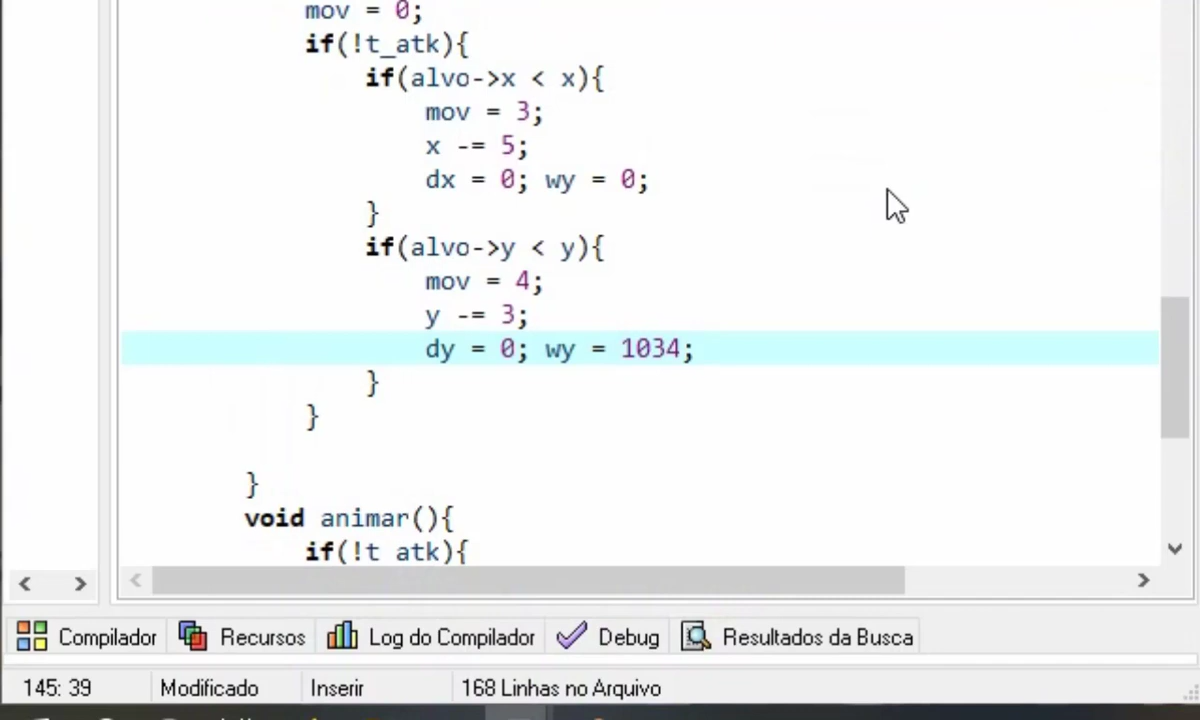 mov = 0;
if(!t_atk){
if(alvo->x < x){
mov = 3;
x -= 5;
dx = 0; wy = 0;
}
if(alvo->y < y){
mov = 4;
y -= 3;
dy = 0; wy = 1034;
}
}
}
void animar(){
if(!t_atk){
Compilador Recursos Log do Compilador Debug Resultados da Busca
145: 39 Modificado Inserir 168 Linhas no Arquivo